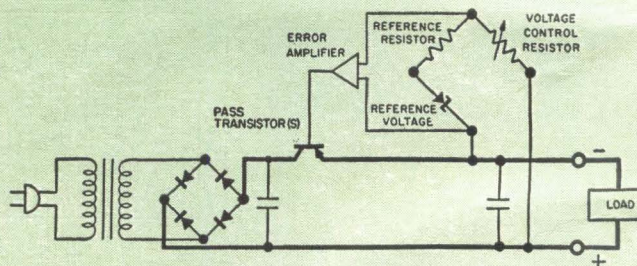 REFERENCE
RESISTOR
VOLTAGE
CONTROL
RESISTOR
ERROR
AMPLIFIER
REFERENCE
VOLTAGE
PASS
TRANSISTOR(S)
-
LOAD
+